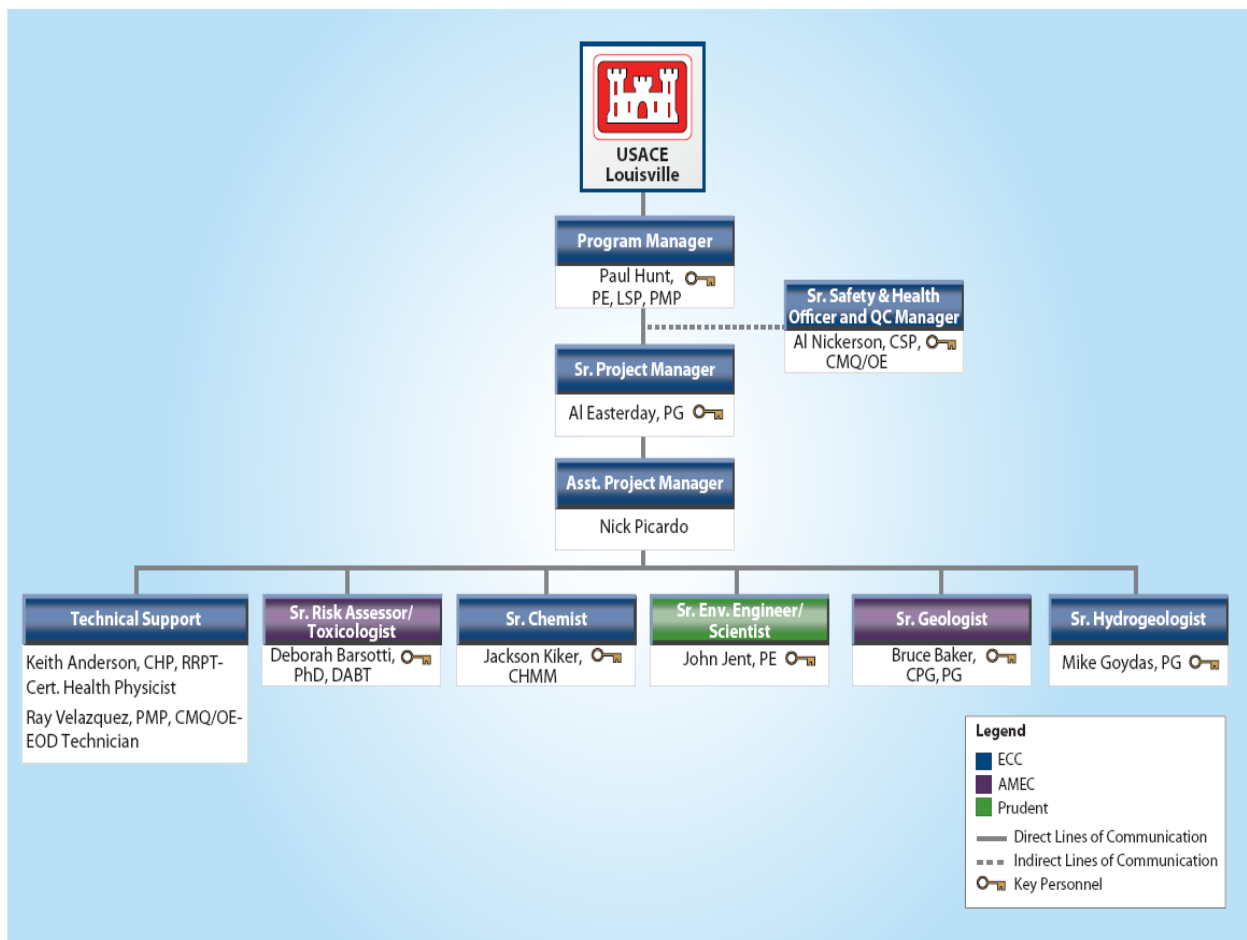 USACE
Louisville
Program Manager
Paul Hunt,
PE, LSP, PMP
Sr. Safety & Health
Officer and QC Manager
Al Nickerson, CSP,
CMQ/OE
Sr. Project Manager
Al Easterday, PG
Asst. Project Manager
Nick Picardo
Technical Support
Keith Anderson, CHP, RRPT-
Cert. Health Physicist
Ray Velazquez, PMP, CMQ/OE-
EOD Technician
Sr. Risk Assessor/
Toxicologist
Deborah Barsotti,
PhD, DABT
Sr. Chemist
Jackson Kiker,
CHMM
Sr. Env. Engineer/
Scientist
John Jent, PE
Sr. Geologist
Bruce Baker,
CPG, PG
Sr. Hydrogeologist
Mike Goydas, PG
Legend
ECC
AMEC
Prudent
Direct Lines of Communication
Indirect Lines of Communication
Key Personnel